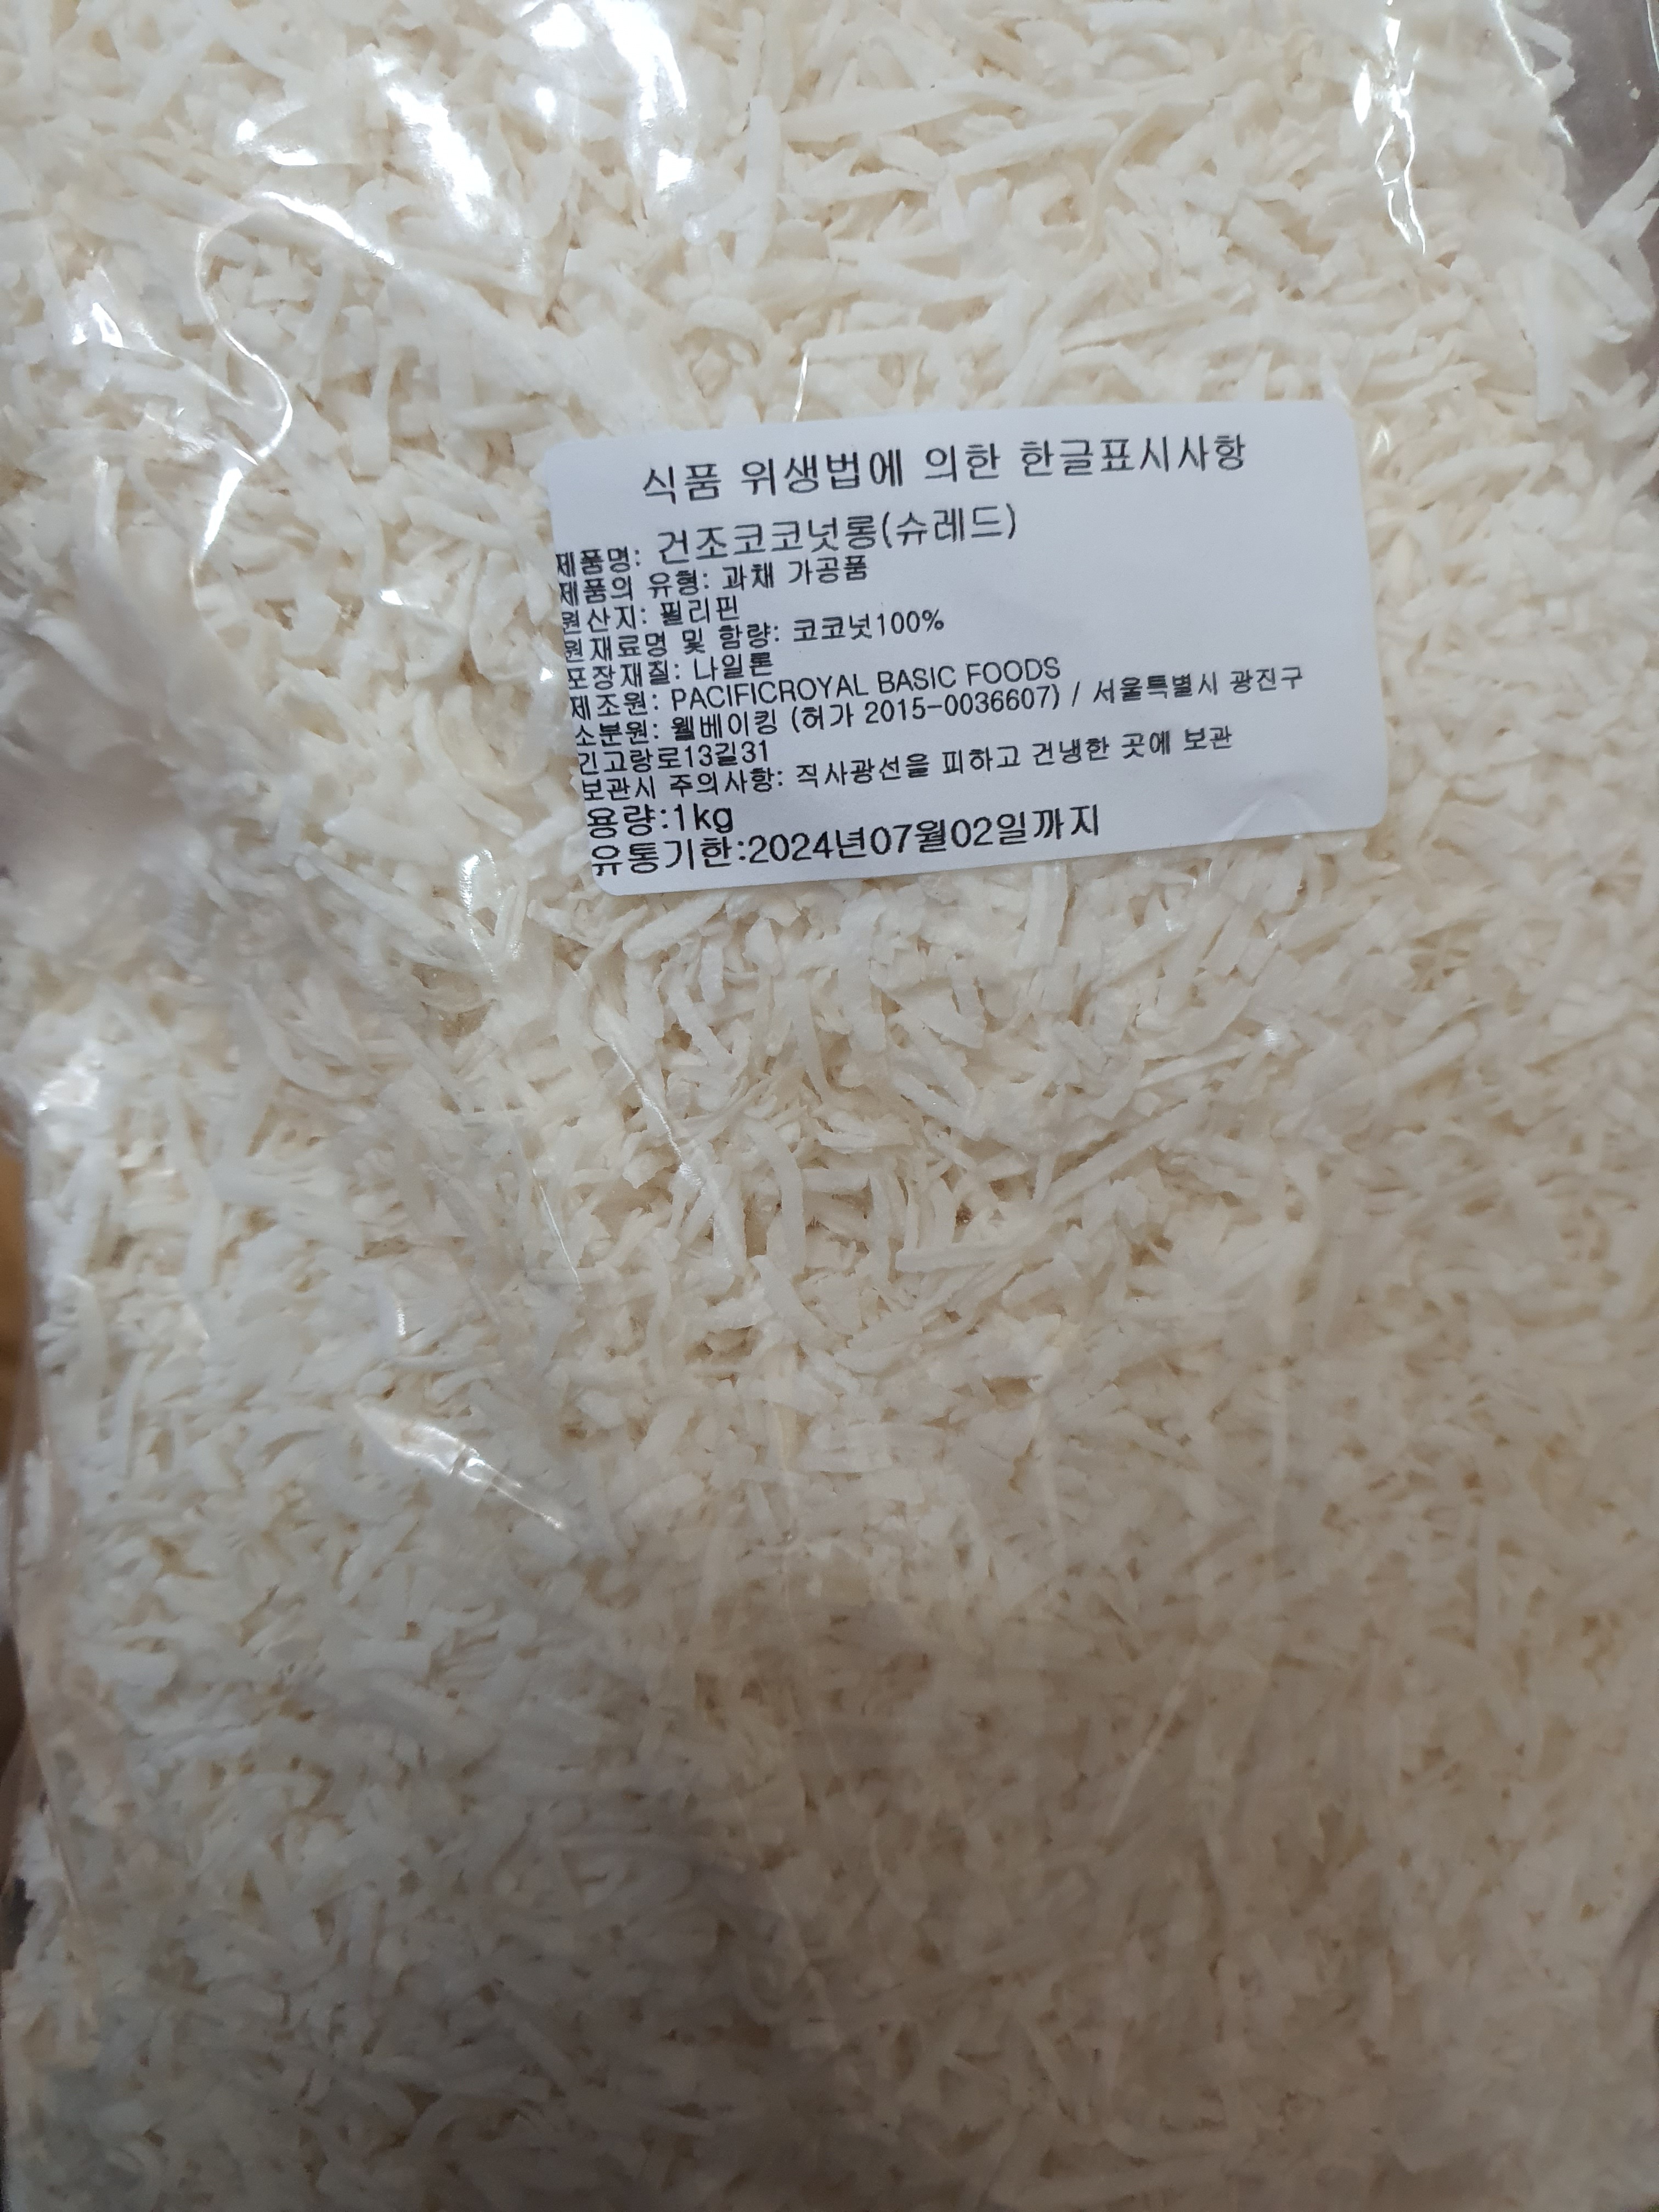 식품 위생법에 의한 한글표시사항
제품명: 건조코코넛롱(슈레드)
제품의 유형: 과채 가공품
원산지: 필리핀
원재료명 및 함량: 코코넛100%
포장재질: 나일론
제조원: PACIFICROYAL BASIC FOODS
소분원: 웰베이킹 (허가 2015-0036607) / 서울특별시 광진구
긴고랑로13길31
보관시 주의사항: 직사광선을 피하고 건냉한 곳에 보관
용량:1kg
유통기한:2024년07월02일까지